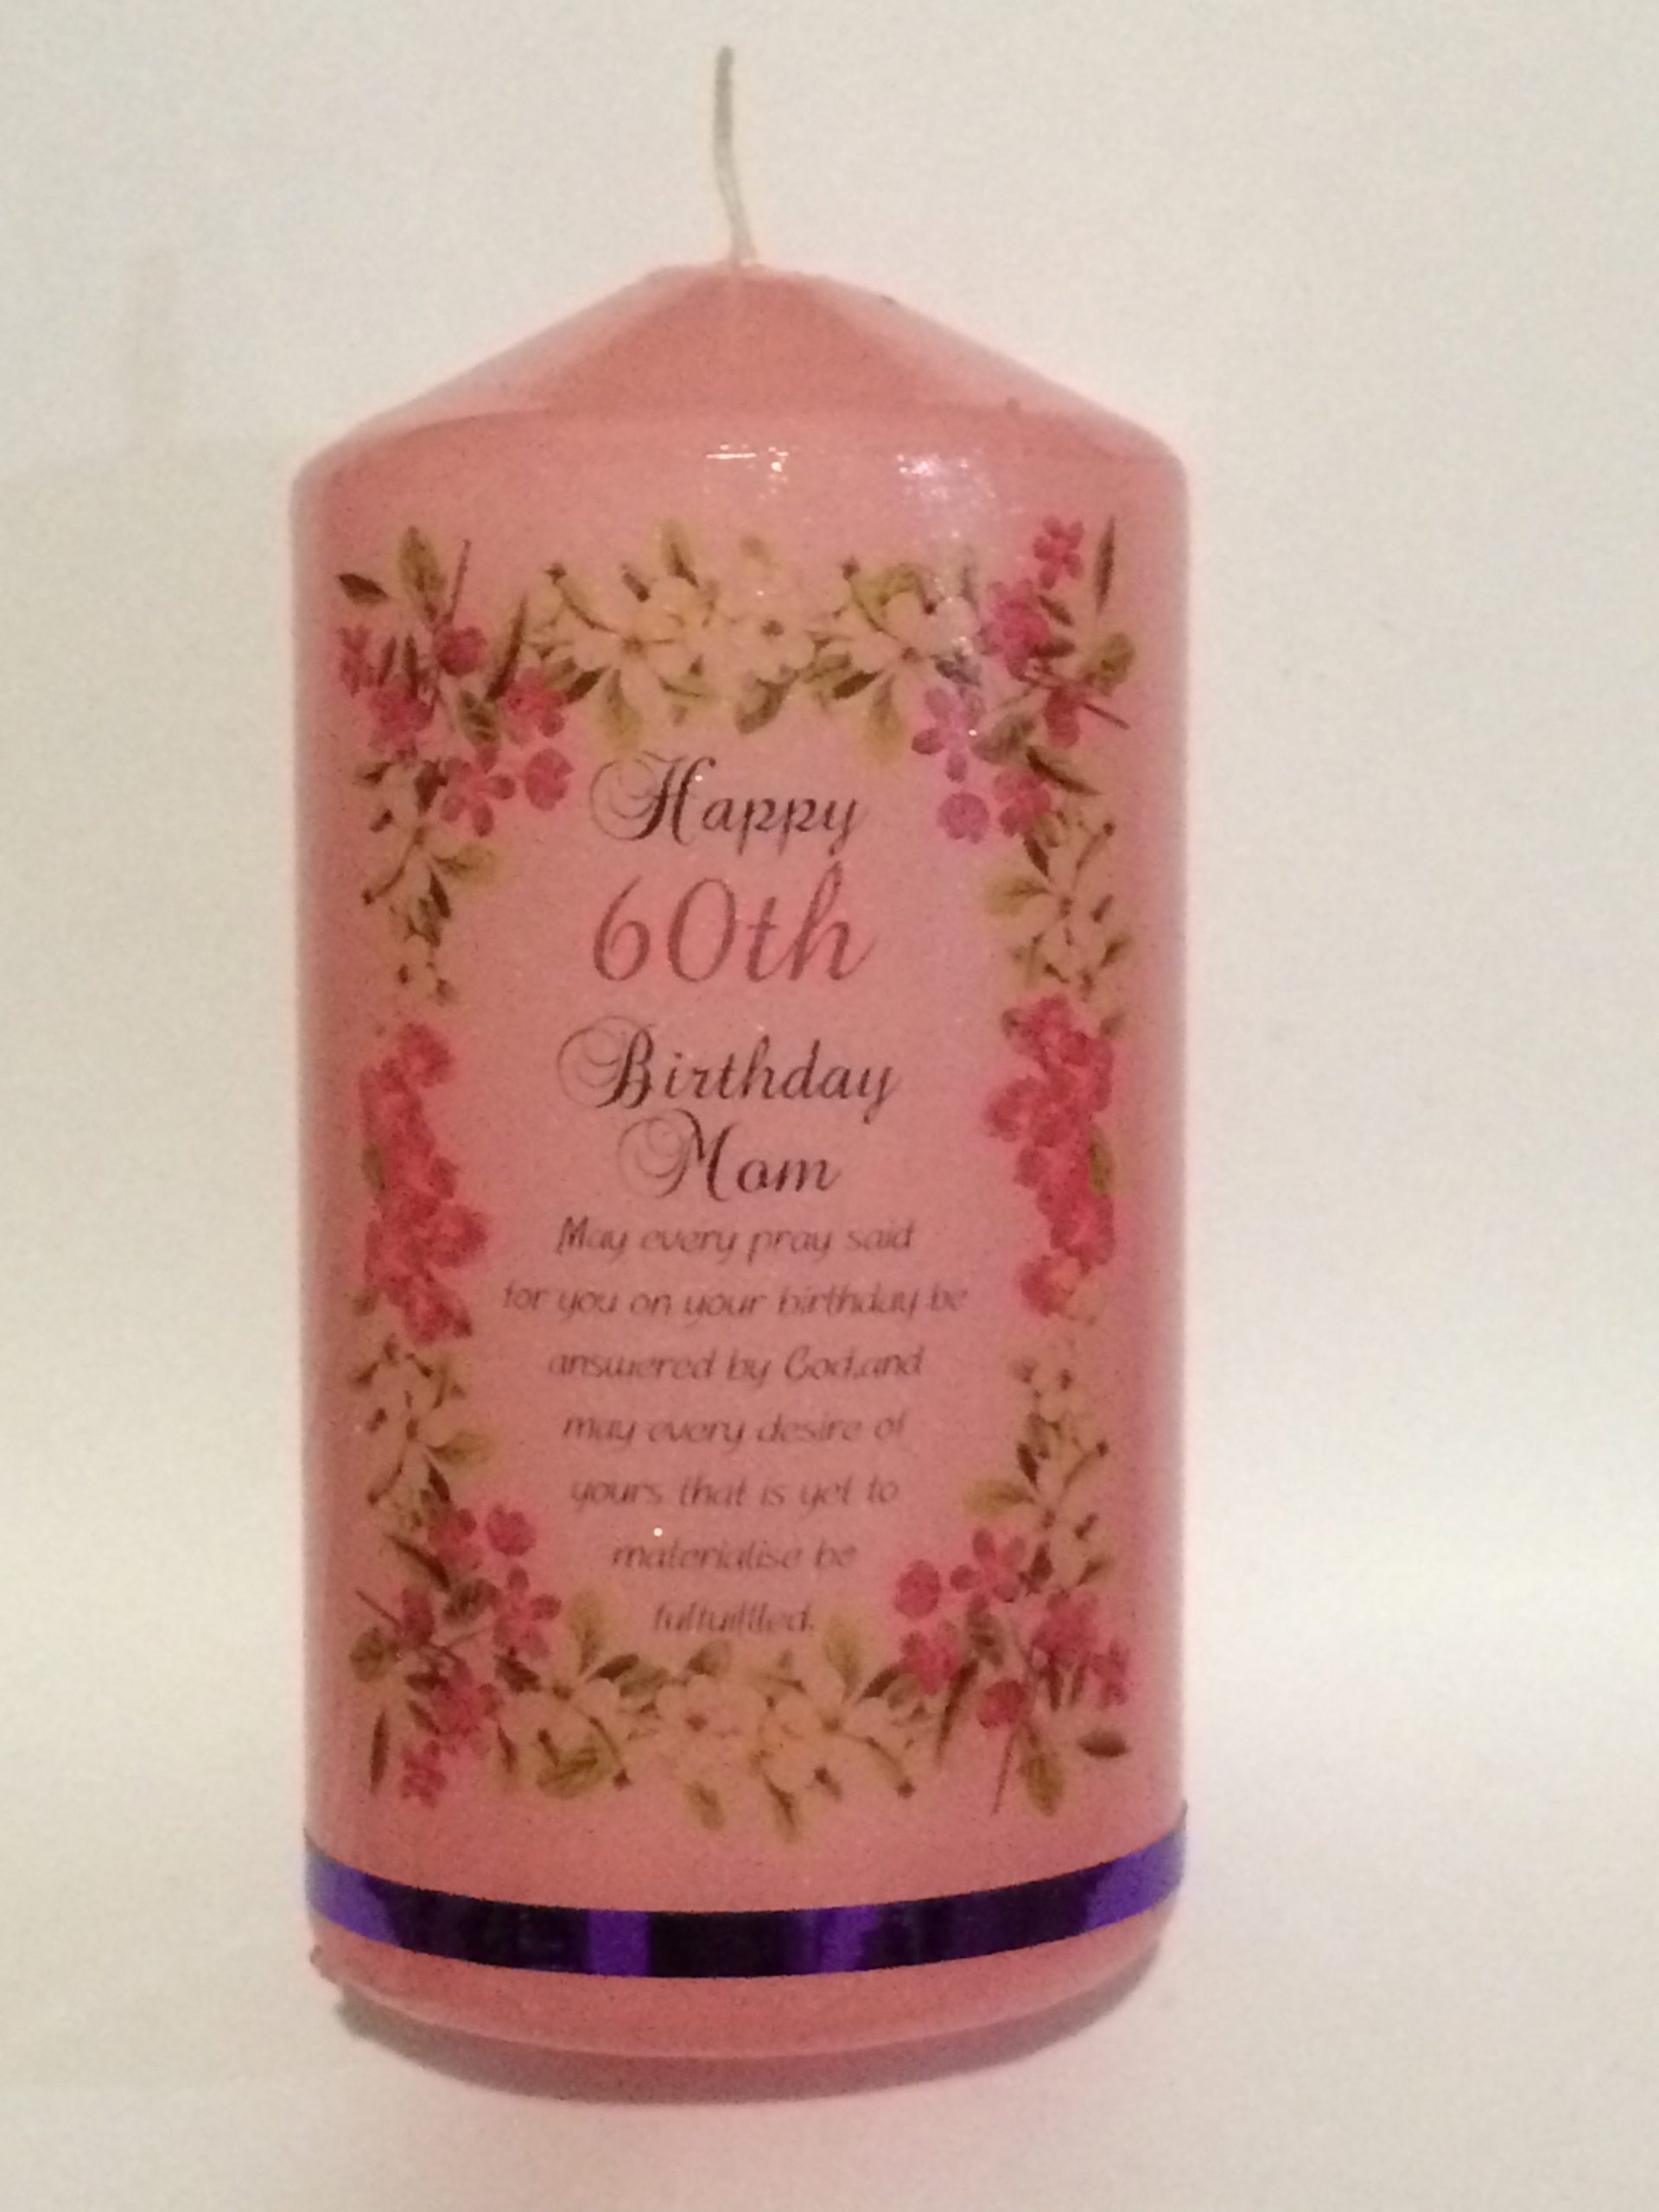 Happy
60th
Birthday
Mom
May every pray said
for you on your birthday be
answered by God,and
may every desire of
yours that is yet to
materialise be